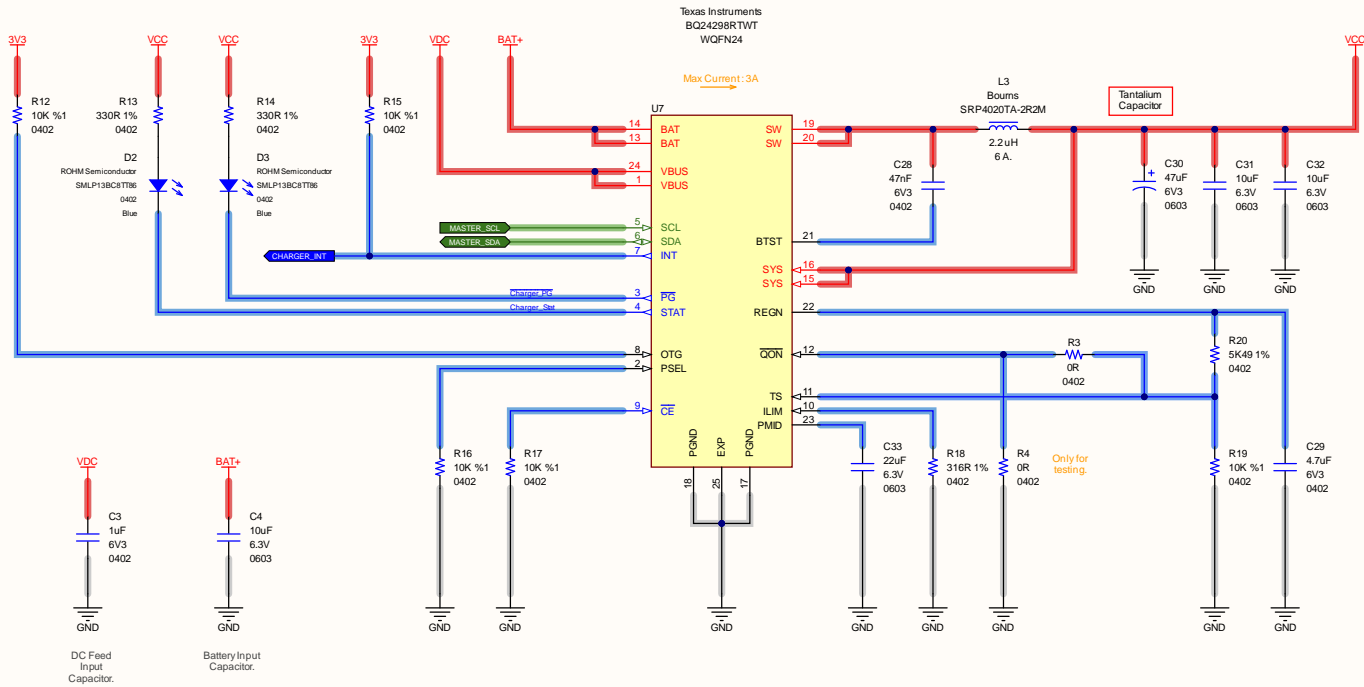 Texas Instruments
BQ24298RTWT
WQFN24
3V3
VCC
VCC
3V3
VDC
BAT+
VCC
Max Current : 3A
R12
10K %1
0402
R13
330R 1%
0402
R14
330R 1%
0402
R15
10K %1
0402
D2
ROHM Semiconductor
SMLP13BC8TT86
0402
Blue
D3
ROHM Semiconductor
SMLP13BC8TT86
0402
Blue
U7
14 BAT
13 BAT
24 VBUS
1 VBUS
5 SCL
6 SDA
7 INT
3 PG
4 STAT
8 OTG
2 PSEL
9 CE
SW 19
SW 20
BTST 21
SYS 16
SYS 15
REGN 22
QON 12
TS 11
ILIM 10
PMID 23
PGND
EXP
PGND
18
25
17
MASTER_SCL
MASTER_SDA
CHARGER_INT
Charger_PG
Charger_Stat
L3
Bourns
SRP4020TA-2R2M
2.2uH
6 A.
Tantalium
Capacitor
C28
47nF
6V3
0402
C30
47uF
6V3
0603
+
C31
10uF
6.3V
0603
C32
10uF
6.3V
0603
GND
GND
GND
R3
0R
0402
R20
5K49 1%
0402
R16
10K %1
0402
R17
10K %1
0402
C33
22uF
6.3V
0603
R18
316R 1%
0402
R4
0R
0402
Only for
testing.
R19
10K %1
0402
C29
4.7uF
6V3
0402
VDC
BAT+
C3
1uF
6V3
0402
C4
10uF
6.3V
0603
GND
GND
GND
GND
GND
GND
GND
GND
GND
GND
DC Feed
Input
Capacitor.
Battery Input
Capacitor.